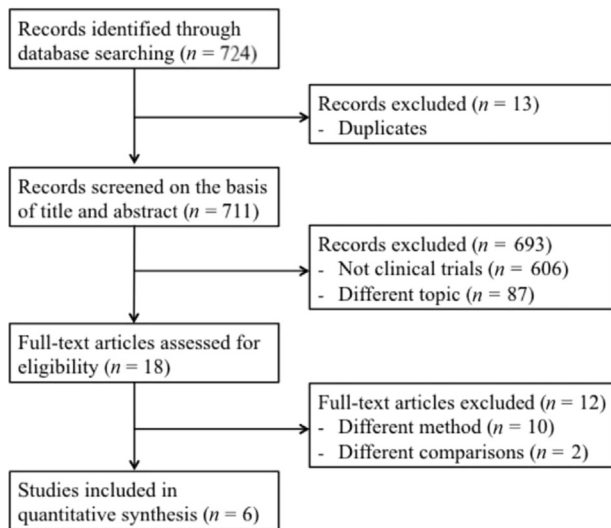 Records identified through
database searching (n = 724)
Records excluded (n = 13)
- Duplicates
Records screened on the basis
of title and abstract (n = 711)
Records excluded (n = 693)
- Not clinical trials (n = 606)
- Different topic (n = 87)
Full-text articles assessed for
eligibility (n = 18)
Full-text articles excluded (n = 12)
- Different method (n = 10)
- Different comparisons (n = 2)
Studies included in
quantitative synthesis (n = 6)